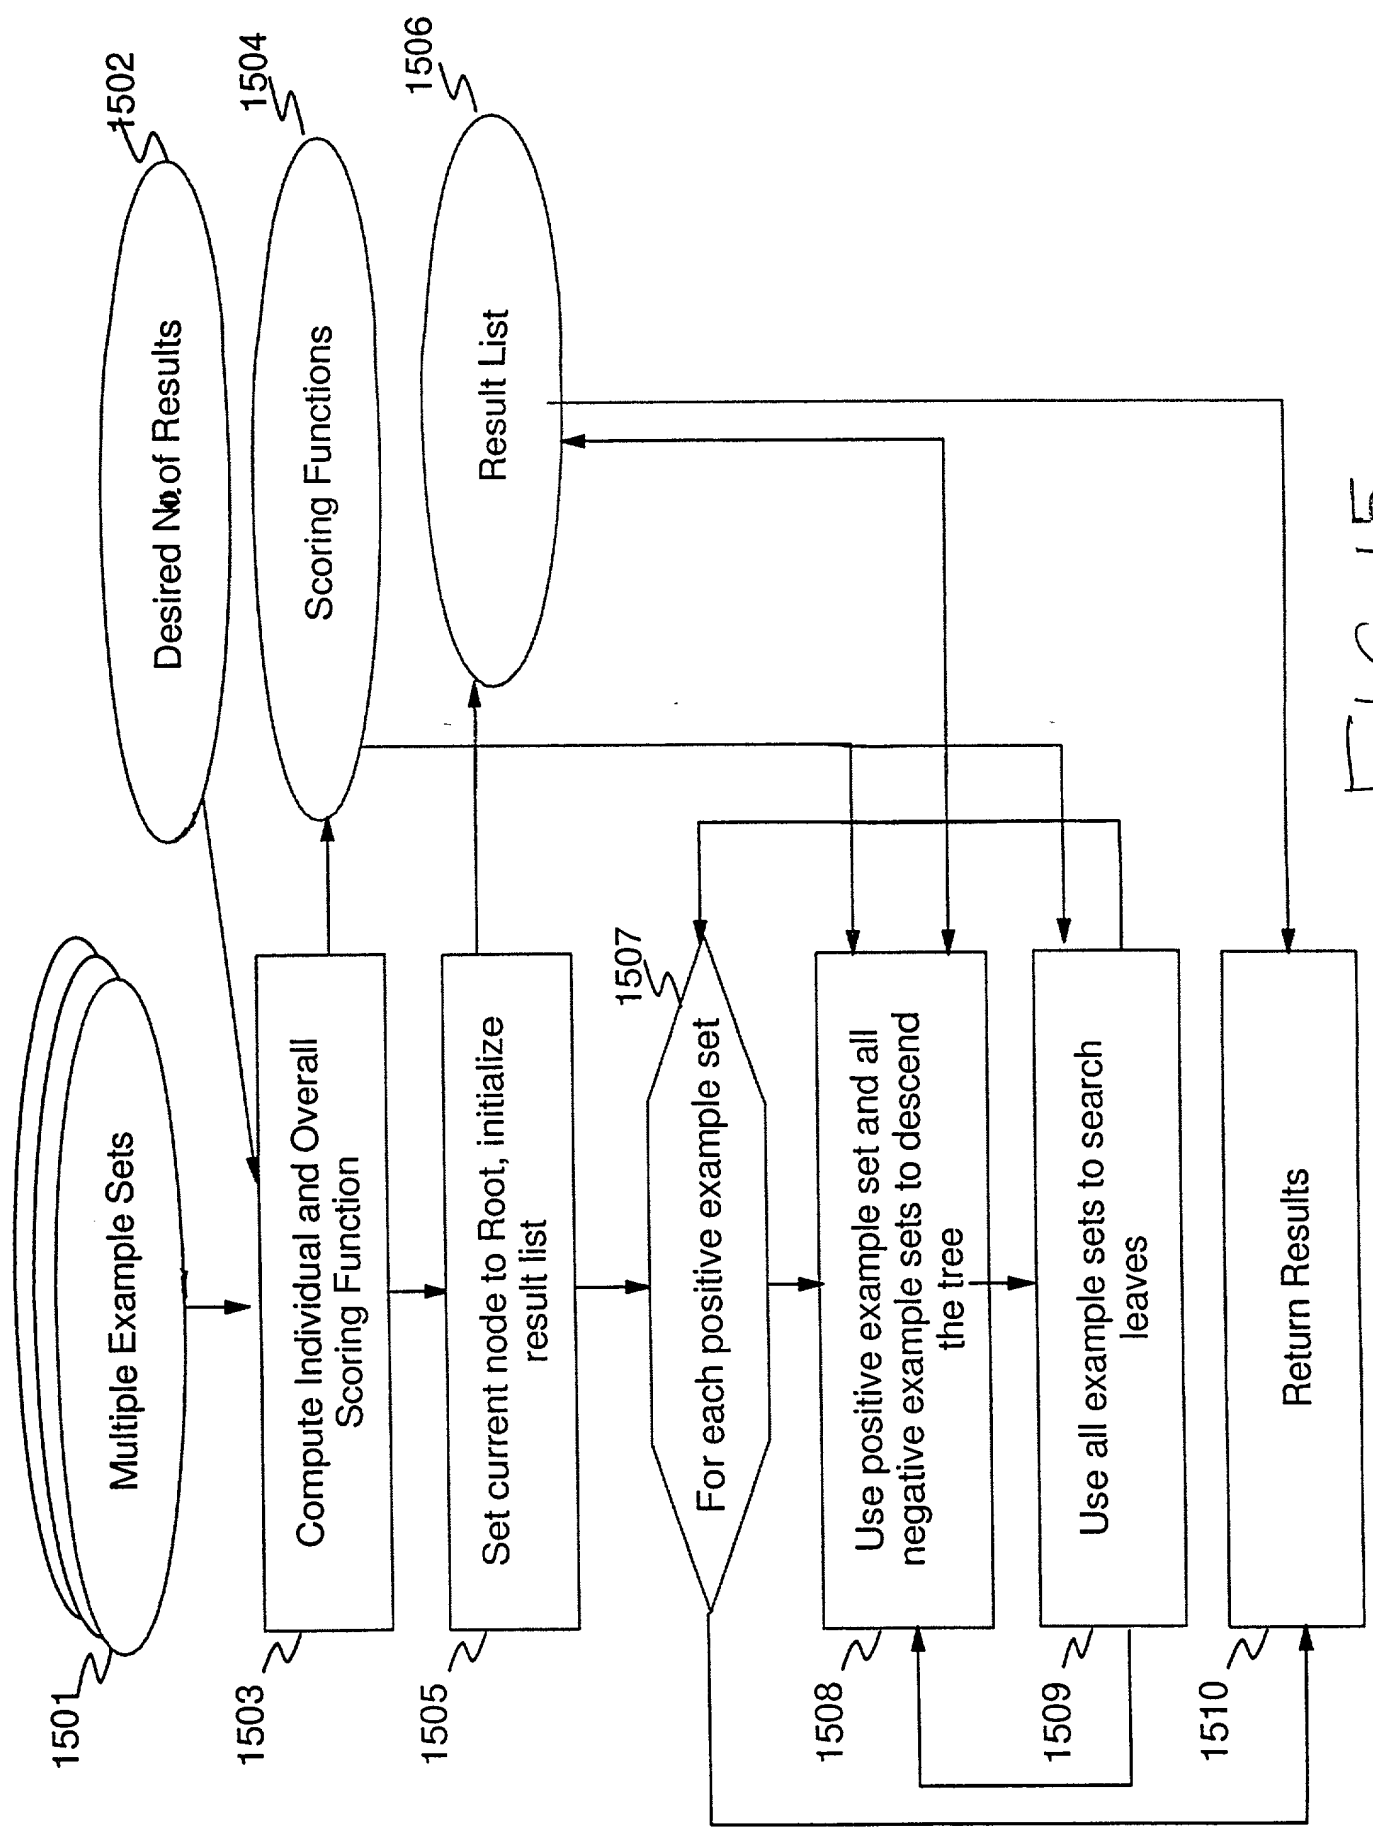 1501
Multiple Example Sets
1502
Desired No. of Results
1503
Compute Individual and Overall
Scoring Function
1504
Scoring Functions
1505
Set current node to Root, initialize
result list
1506
Result List
1507
For each positive example set
1508
Use positive example set and all
negative example sets to descend
the tree
1509
Use all example sets to search
leaves
1510
Return Results